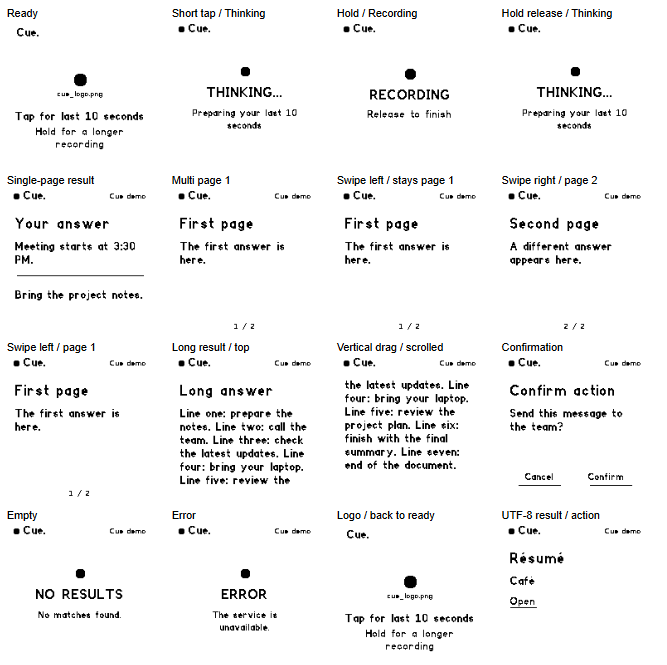 Ready
Cue.
cue_logo.png
Tap for last 10 seconds
Hold for a longer
recording
Short tap / Thinking
Cue.
THINKING...
Preparing your last 10
seconds
Hold / Recording
Cue.
RECORDING
Release to finish
Hold release / Thinking
Cue.
THINKING...
Preparing your last 10
seconds
Single-page result
Cue. Cue demo
Your answer
Meeting starts at 3:30
PM.
Bring the project notes.
Multi page 1
Cue. Cue demo
First page
The first answer is
here.
1 / 2
Swipe left / stays page 1
Cue. Cue demo
First page
The first answer is
here.
1 / 2
Swipe right / page 2
Cue. Cue demo
Second page
A different answer
appears here.
2 / 2
Swipe left / page 1
Cue. Cue demo
First page
The first answer is
here.
1 / 2
Long result / top
Cue. Cue demo
Long answer
Line one: prepare the
notes. Line two: call the
team. Line three: check
the latest updates. Line
four: bring your laptop.
Line five: review the
Vertical drag / scrolled
Cue. Cue demo
the latest updates. Line
four: bring your laptop.
Line five: review the
project plan. Line six:
finish with the final
summary. Line seven:
end of the document.
Confirmation
Cue. Cue demo
Confirm action
Send this message to
the team?
Cancel Confirm
Empty
Cue. Cue demo
NO RESULTS
No matches found.
Error
Cue. Cue demo
ERROR
The service is
unavailable.
Logo / back to ready
Cue.
cue_logo.png
Tap for last 10 seconds
Hold for a longer
recording
UTF-8 result / action
Cue. Cue demo
Résumé
Café
Open